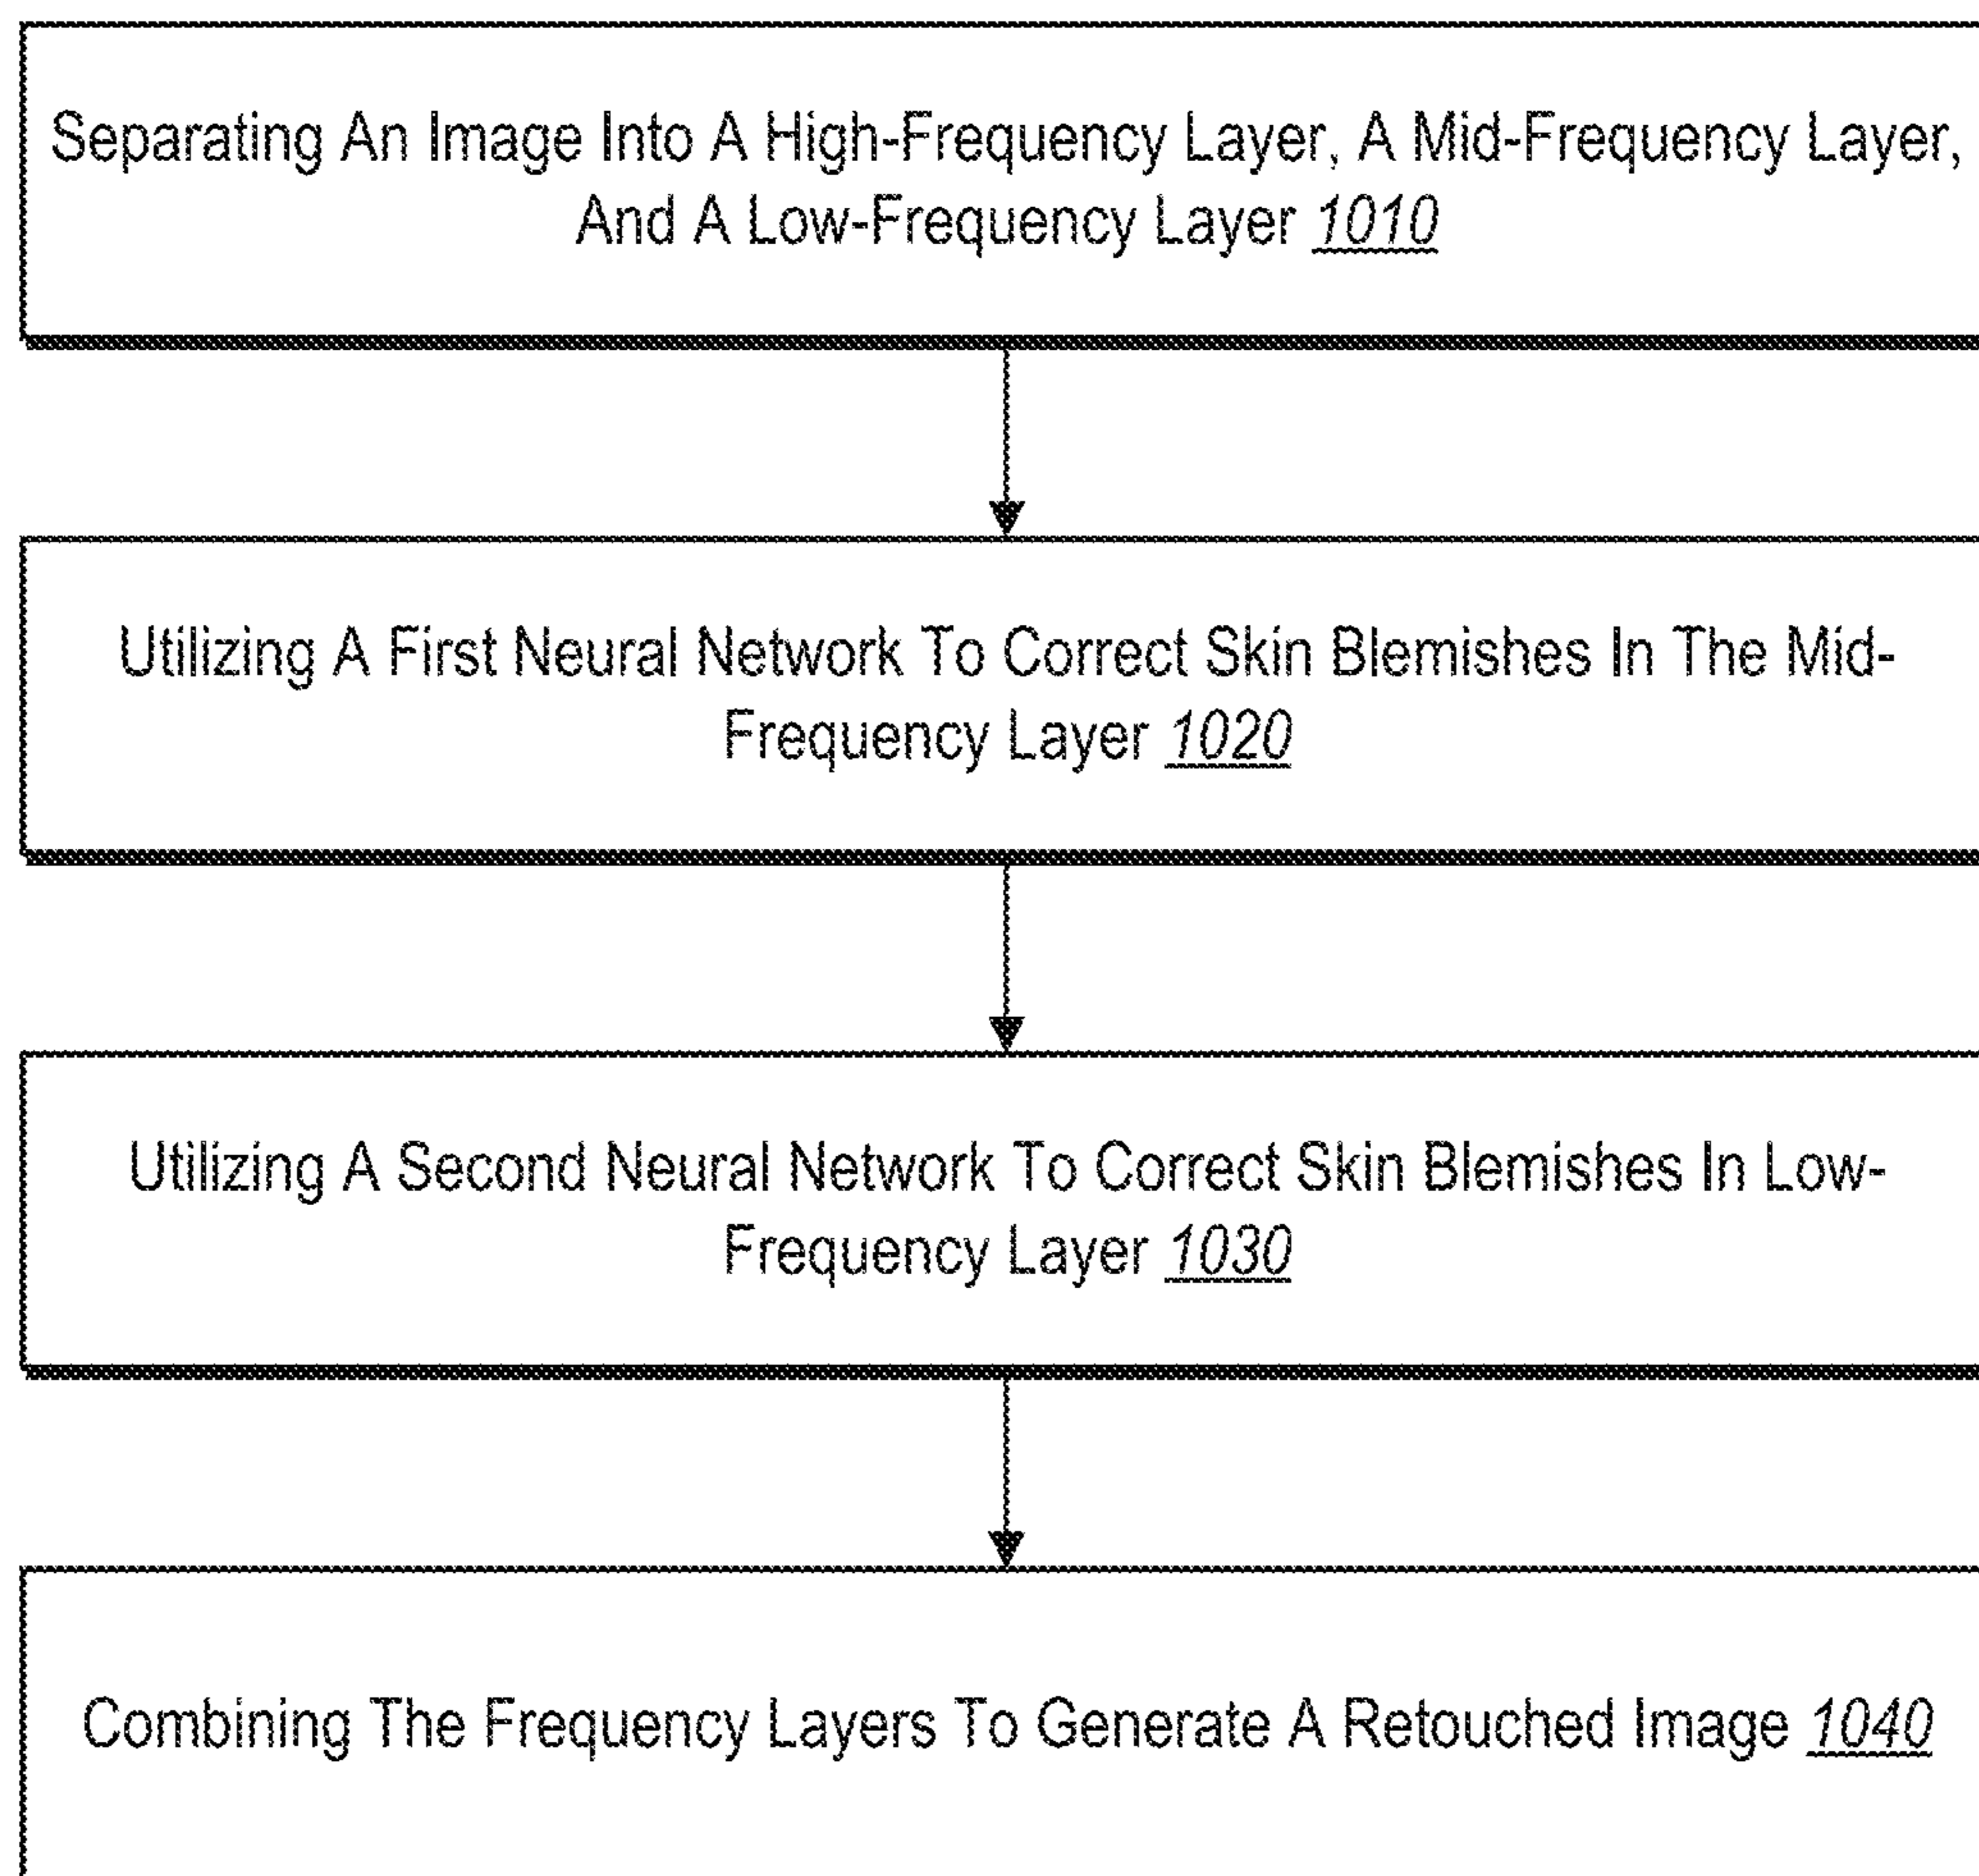 Separating An Image Into A High-Frequency Layer, A Mid-Frequency Layer,
And A Low-Frequency Layer 1010
Utilizing A First Neural Network To Correct Skin Blemishes In The Mid-
Frequency Layer 1020
Utilizing A Second Neural Network To Correct Skin Blemishes In Low-
Frequency Layer 1030
Combining The Frequency Layers To Generate A Retouched Image 1040